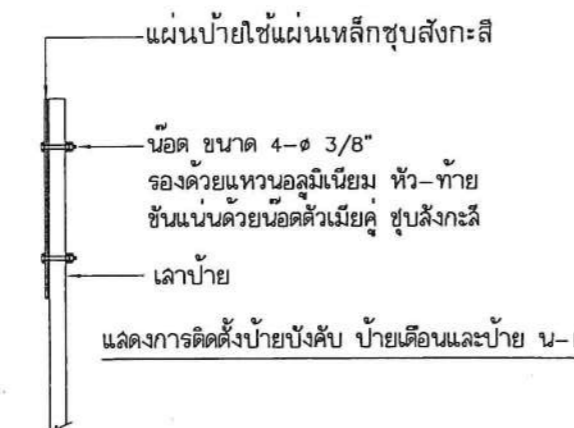 แผ่นป้ายใช้แผ่นเหล็กชุบสังกะสี
น๊อต ขนาด 4-ø 3/8"
รองด้วยแหวนอลูมิเนียม หัว-ท้าย
ขันแน่นด้วยน๊อตตัวเมียคู่ ชุบสังกะสี
เสาป้าย
แสดงการติดตั้งป้ายบังคับ ป้ายเตือนและป้าย น-